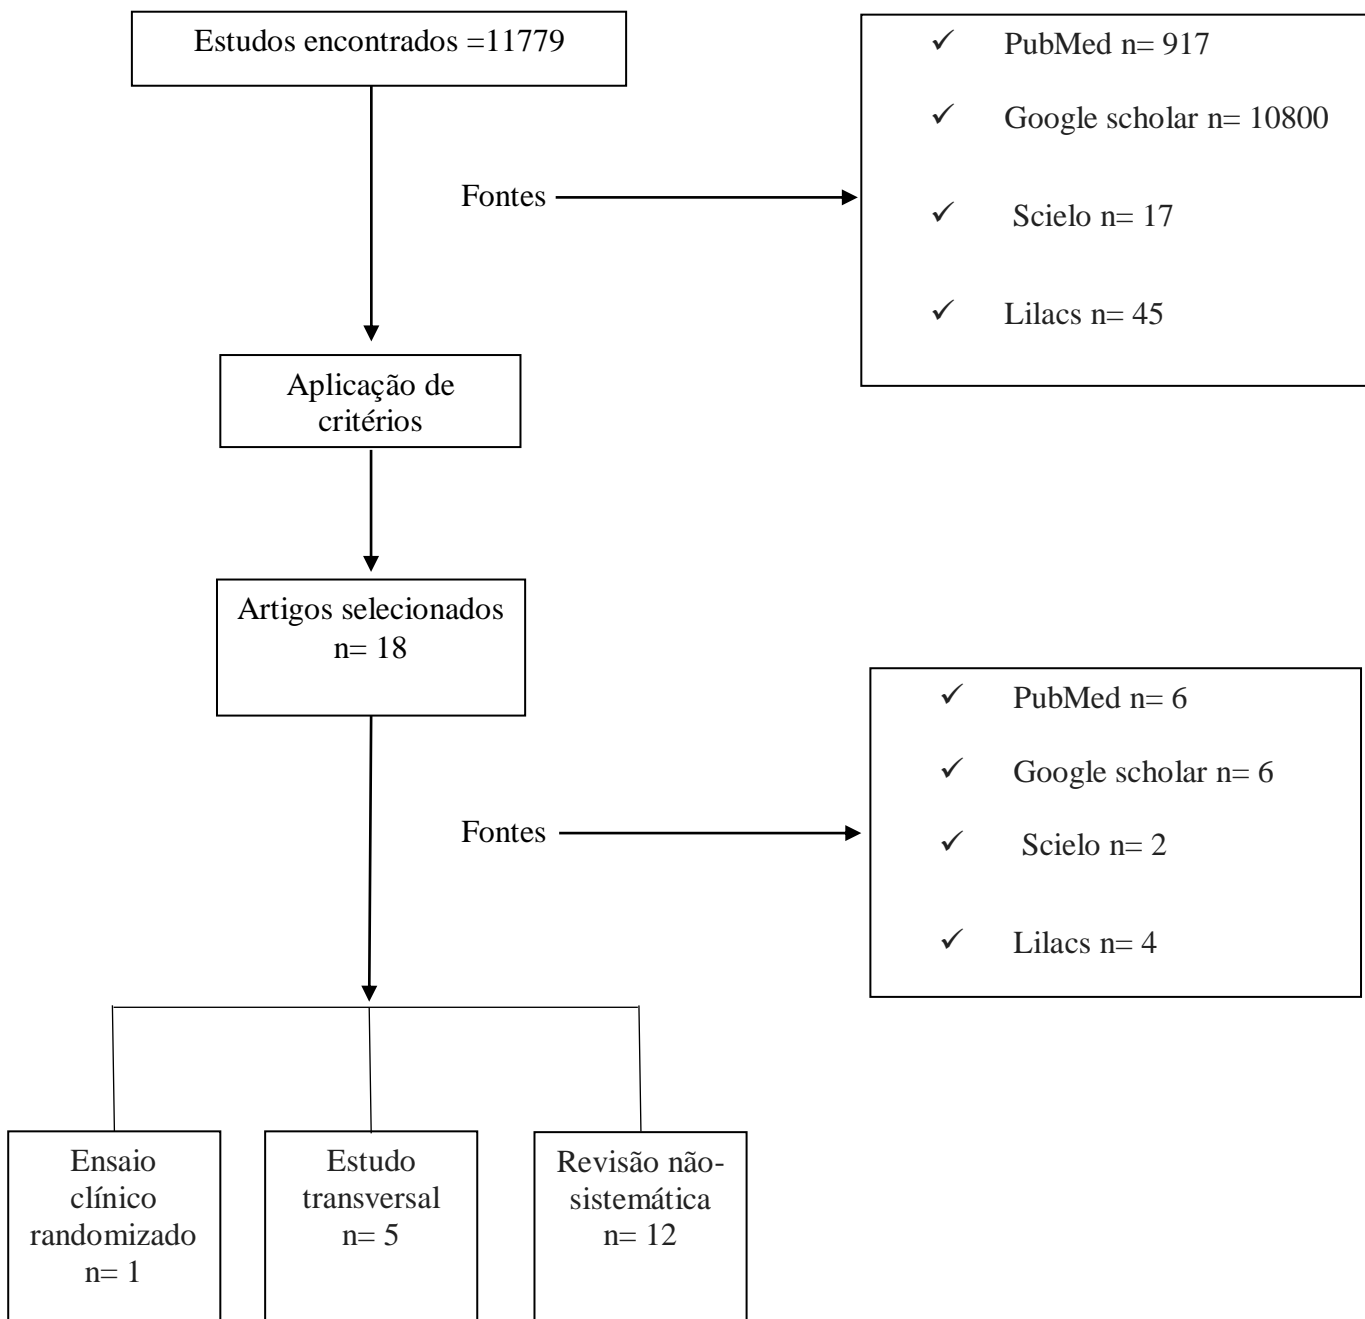 Estudos encontrados =11779
✓ PubMed n= 917
✓ Google scholar n= 10800
✓ Scielo n= 17
✓ Lilacs n= 45
Fontes
Aplicação de
critérios
Artigos selecionados
n= 18
✓ PubMed n= 6
✓ Google scholar n= 6
✓ Scielo n= 2
✓ Lilacs n= 4
Fontes
Ensaio
clínico
randomizado
n= 1
Estudo
transversal
n= 5
Revisão não-
sistemática
n= 12